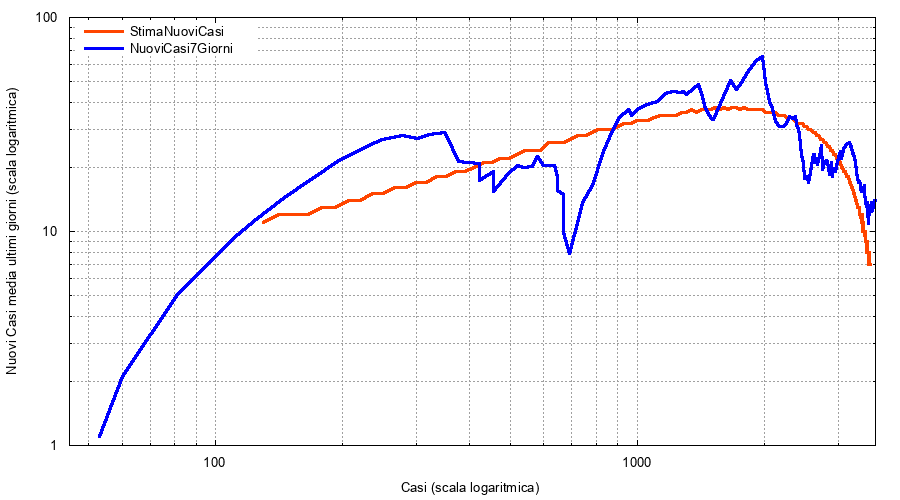 100
StimaNuoviCasi
NuoviCasi7Giorni
Nuovi Casi media ultimi giorni (scala logaritmica)
10
1
100
1000
Casi (scala logaritmica)